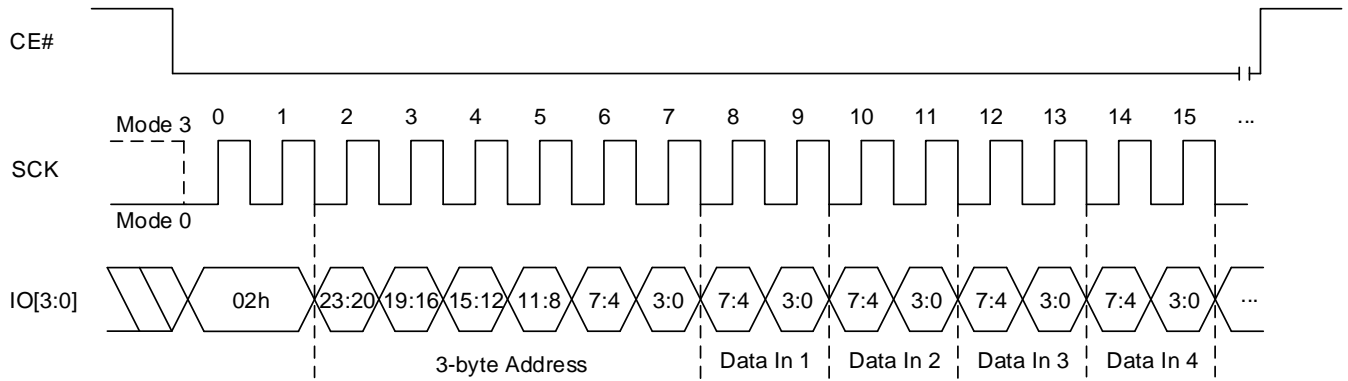 CE#
0 1 2 3 4 5 6 7 8 9 10 11 12 13 14 15 ...
Mode 3
SCK
Mode 0
IO[3:0] 02h 23:20 19:16 15:12 11:8 7:4 3:0 7:4 3:0 7:4 3:0 7:4 3:0 7:4 3:0 ...
3-byte Address Data In 1 Data In 2 Data In 3 Data In 4